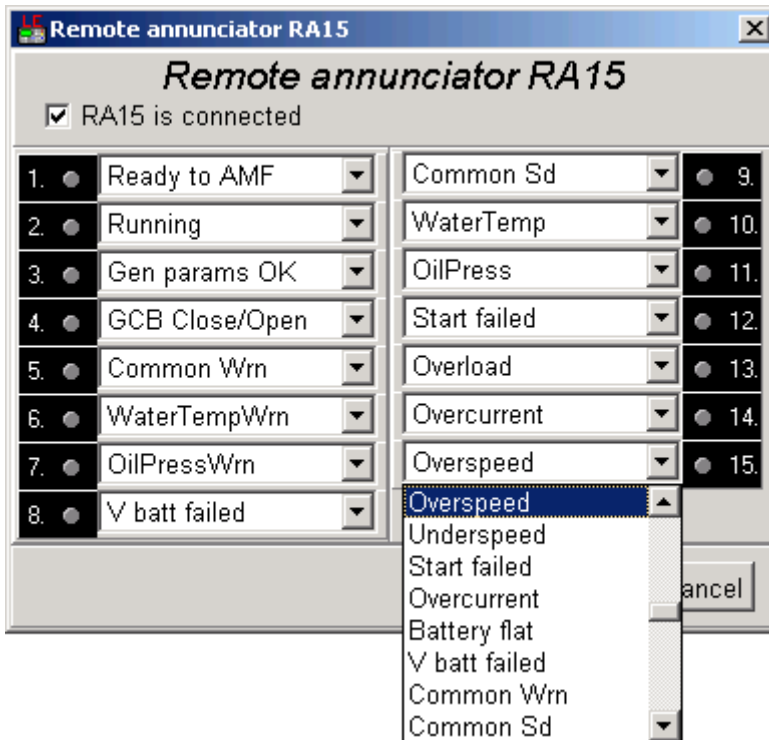 Remote annunciator RA15
Remote annunciator RA15
RA15 is connected
1. Ready to AMF
2. Running
3. Gen params OK
4. GCB Close/Open
5. Common Wrn
6. WaterTempWrn
7. OilPressWrn
8. V batt failed
Common Sd 9.
WaterTemp 10.
OilPress 11.
Start failed 12.
Overload 13.
Overcurrent 14.
Overspeed 15.
Overspeed
Underspeed
Start failed
Overcurrent
Battery flat
V batt failed
Common Wrn
Common Sd
ancel